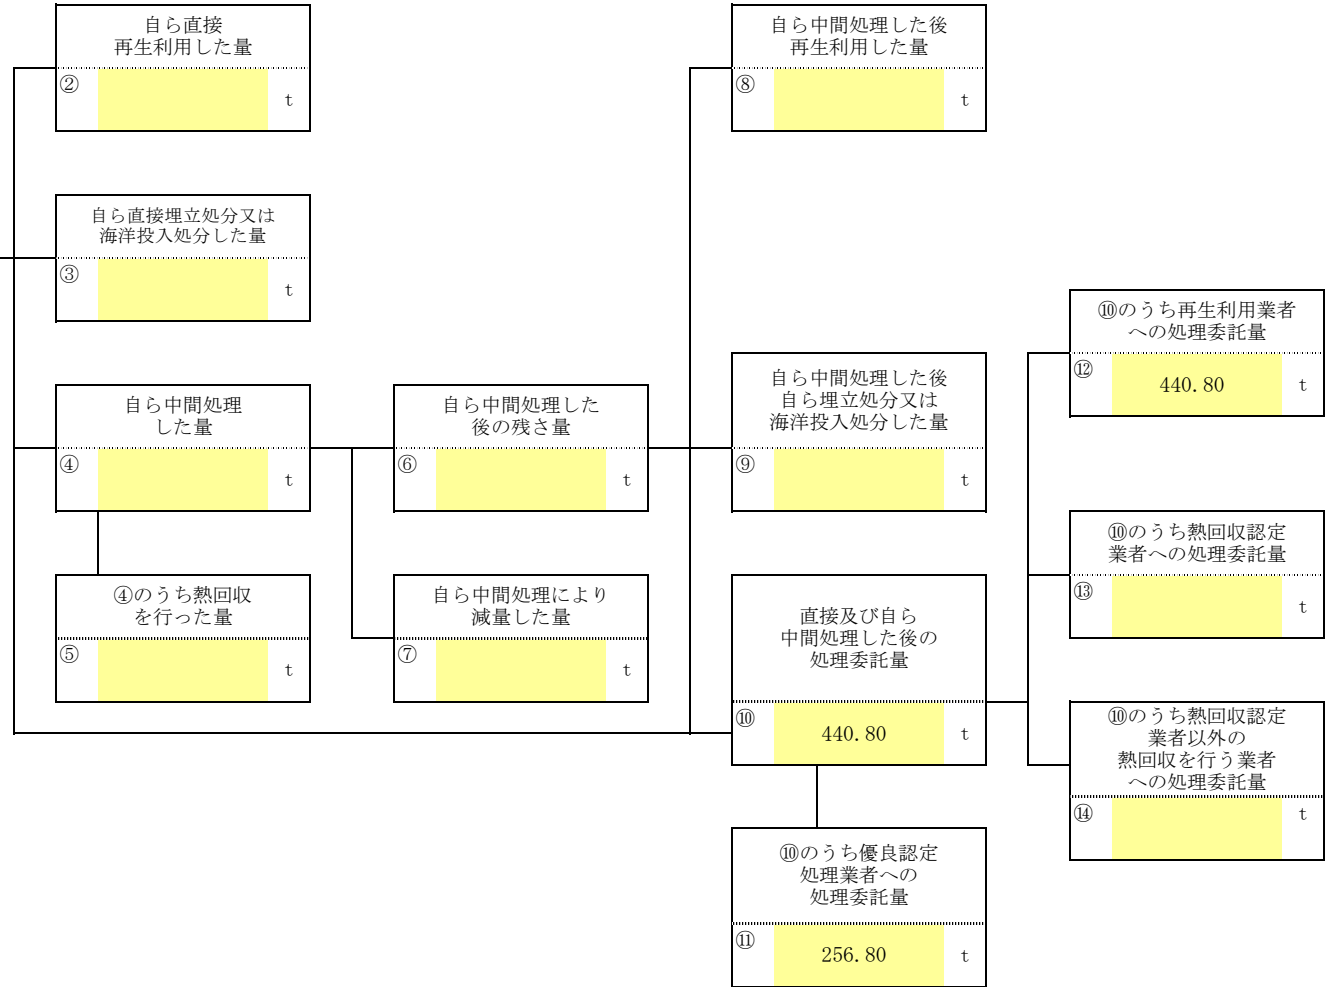 自ら直接
再生利用した量
②
t
自ら直接埋立処分又は
海洋投入処分した量
③
t
自ら中間処理
した量
④
t
④のうち熱回収
を行った量
⑤
t
自ら中間処理した
後の残さ量
⑥
t
自ら中間処理により
減量した量
⑦
t
自ら中間処理した後
再生利用した量
⑧
t
自ら中間処理した後
自ら埋立処分又は
海洋投入処分した量
⑨
t
直接及び自ら
中間処理した後の
処理委託量
⑩
440.80 t
⑩のうち優良認定
処理業者への
処理委託量
⑪
256.80 t
⑩のうち再生利用業者
への処理委託量
⑫
440.80 t
⑩のうち熱回収認定
業者への処理委託量
⑬
t
⑩のうち熱回収認定
業者以外の
熱回収を行う業者
への処理委託量
⑭
t